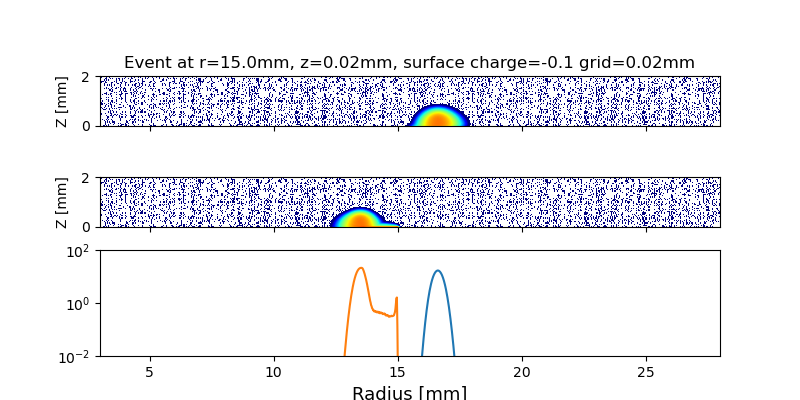 Event at r=15.0mm, z=0.02mm, surface charge=-0.1 grid=0.02mm
2
0
Z [mm]
2
0
Z [mm]
10²
10⁰
10⁻²
5 10 15 20 25
Radius [mm]